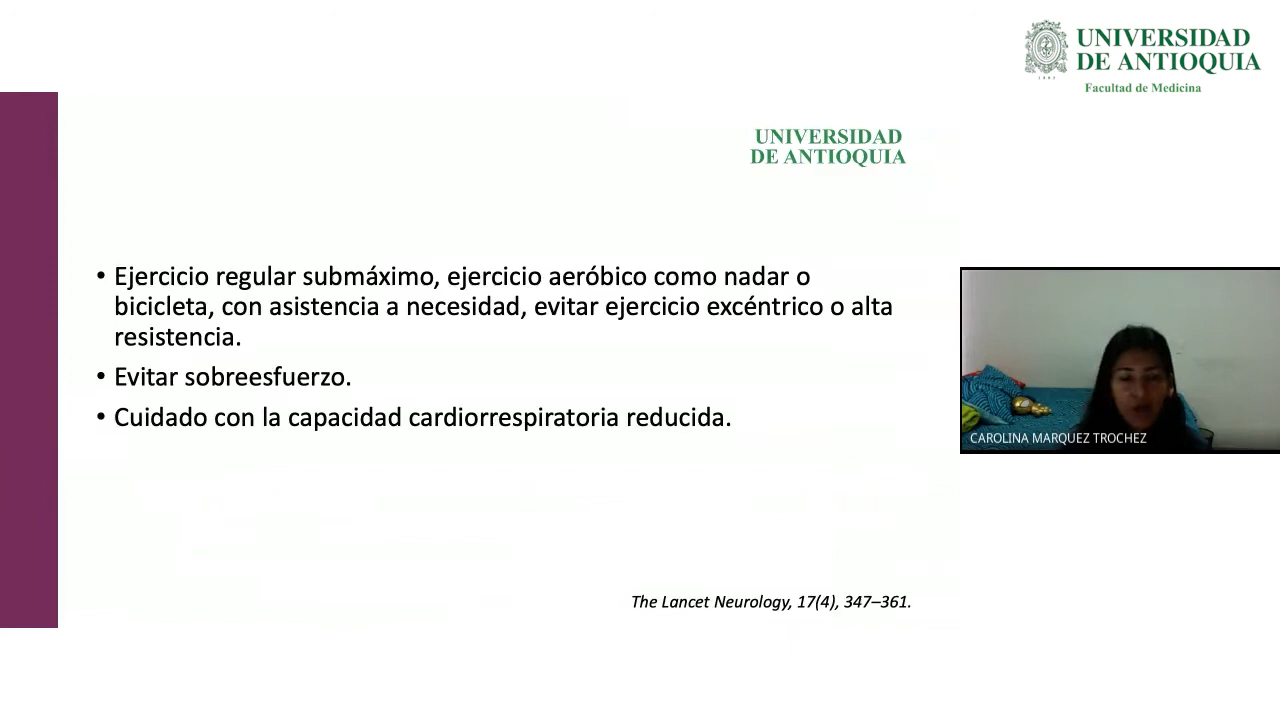 UNIVERSIDAD
DE ANTIOQUIA
1803
Facultad de Medicina
UNIVERSIDAD
DE ANTIOQUIA
• Ejercicio regular submáximo, ejercicio aeróbico como nadar o
bicicleta, con asistencia a necesidad, evitar ejercicio excéntrico o alta
resistencia.
• Evitar sobreesfuerzo.
• Cuidado con la capacidad cardiorrespiratoria reducida.
CAROLINA MARQUEZ TROCHEZ
The Lancet Neurology, 17(4), 347–361.